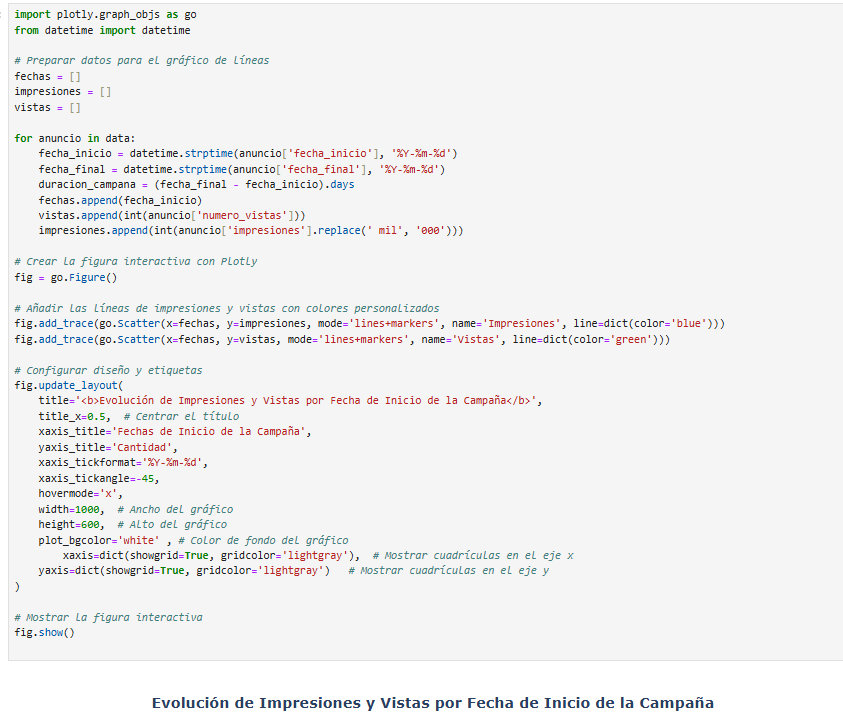 import plotly.graph_objs as go
from datetime import datetime

# Preparar datos para el gráfico de líneas
fechas = []
impresiones = []
vistas = []

for anuncio in data:
    fecha_inicio = datetime.strptime(anuncio['fecha_inicio'], '%Y-%m-%d')
    fecha_final = datetime.strptime(anuncio['fecha_final'], '%Y-%m-%d')
    duracion_campana = (fecha_final - fecha_inicio).days
    fechas.append(fecha_inicio)
    vistas.append(int(anuncio['numero_vistas']))
    impresiones.append(int(anuncio['impresiones'].replace(' mil', '000')))

# Crear la figura interactiva con Plotly
fig = go.Figure()

# Añadir las líneas de impresiones y vistas con colores personalizados
fig.add_trace(go.Scatter(x=fechas, y=impresiones, mode='lines+markers', name='Impresiones', line=dict(color='blue')))
fig.add_trace(go.Scatter(x=fechas, y=vistas, mode='lines+markers', name='Vistas', line=dict(color='green')))

# Configurar diseño y etiquetas
fig.update_layout(
    title='<b>Evolución de Impresiones y Vistas por Fecha de Inicio de la Campaña</b>',
    title_x=0.5,  # Centrar el título
    xaxis_title='Fechas de Inicio de la Campaña',
    yaxis_title='Cantidad',
    xaxis_tickformat='%Y-%m-%d',
    xaxis_tickangle=-45,
    hovermode='x',
    width=1000,  # Ancho del gráfico
    height=600,  # Alto del gráfico
    plot_bgcolor='white' , # Color de fondo del gráfico
        xaxis=dict(showgrid=True, gridcolor='lightgray'),  # Mostrar cuadrículas en el eje x
    yaxis=dict(showgrid=True, gridcolor='lightgray')   # Mostrar cuadrículas en el eje y
)

# Mostrar la figura interactiva
fig.show()

Evolución de Impresiones y Vistas por Fecha de Inicio de la Campaña